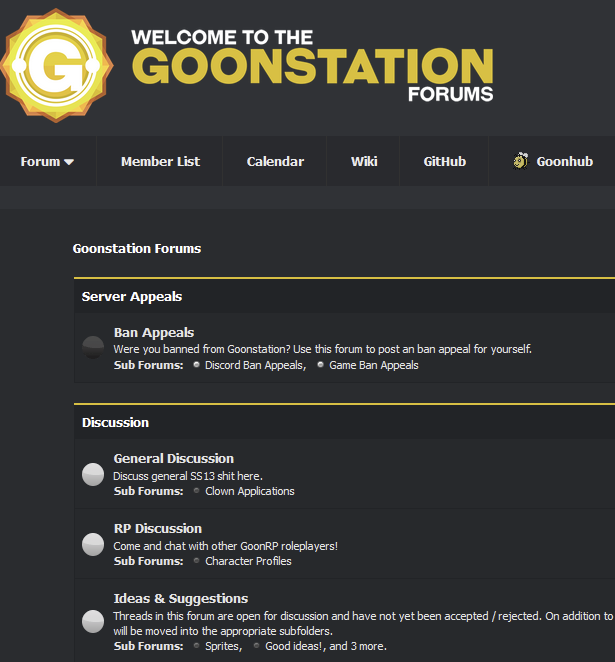 G
WELCOME TO THE
GOONSTATION
FORUMS
Forum Member List Calendar Wiki GitHub Goonhub
Goonstation Forums
Server Appeals
Ban Appeals
Were you banned from Goonstation? Use this forum to post an ban appeal for yourself.
Sub Forums: Discord Ban Appeals, Game Ban Appeals
Discussion
General Discussion
Discuss general SS13 shit here.
Sub Forums: Clown Applications
RP Discussion
Come and chat with other GoonRP roleplayers!
Sub Forums: Character Profiles
Ideas & Suggestions
Threads in this forum are open for discussion and have not yet been accepted / rejected. On addition to
will be moved into the appropriate subfolders.
Sub Forums: Sprites, Good ideas!, and 3 more.